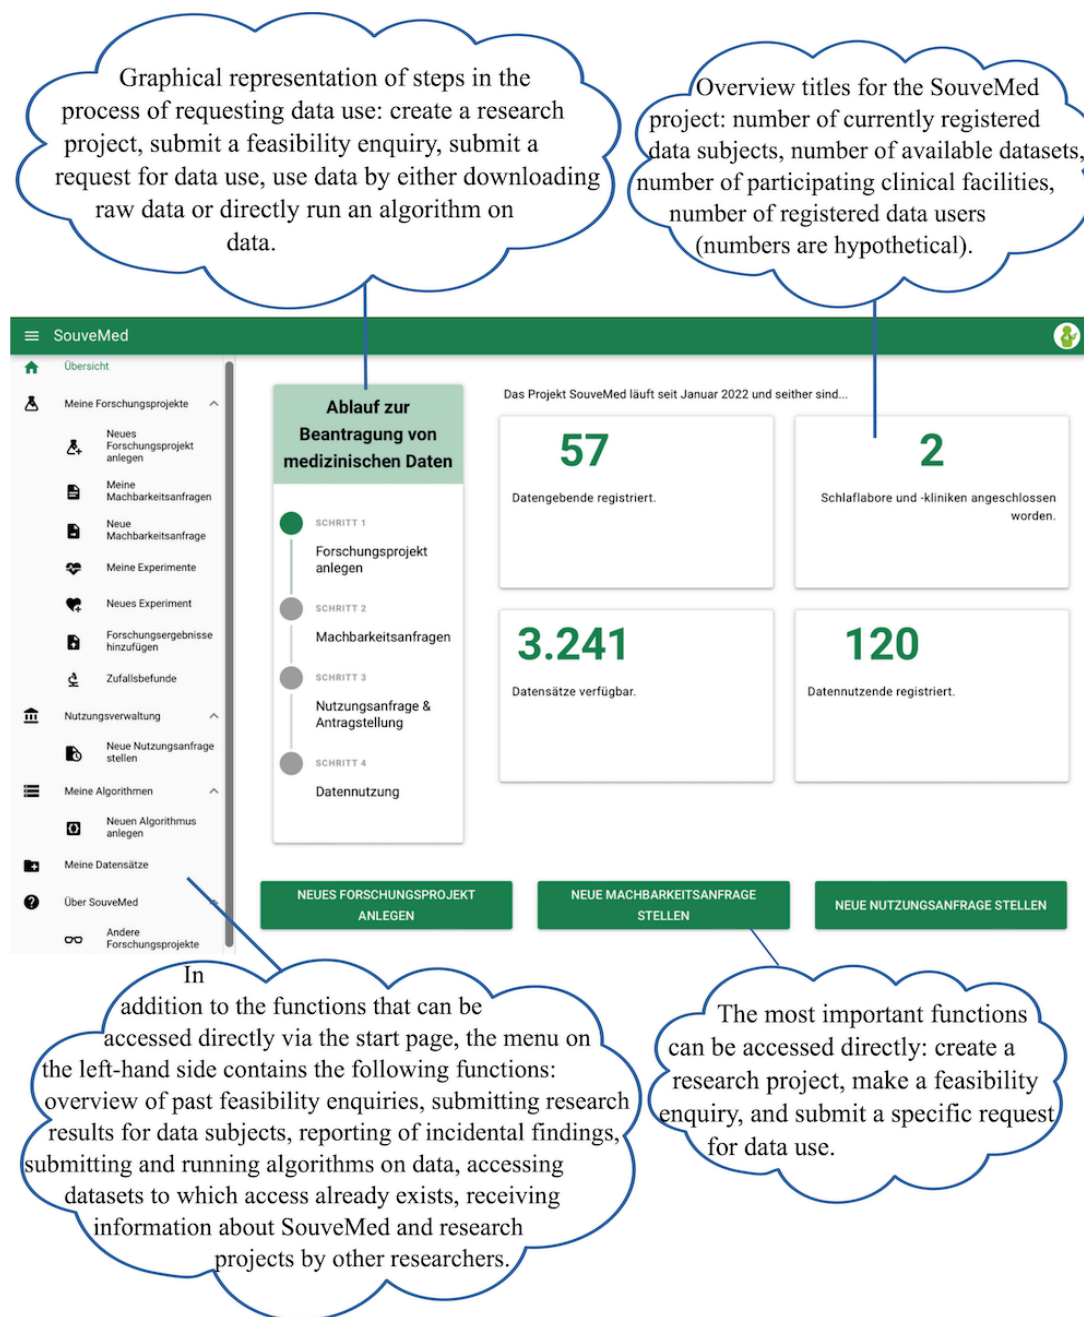 Graphical representation of steps in the
process of requesting data use: create a research
project, submit a feasibility enquiry, submit a
request for data use, use data by either downloading
raw data or directly run an algorithm on
data.
Overview titles for the SouveMed
project: number of currently registered
data subjects, number of available datasets,
number of participating clinical facilities,
number of registered data users
(numbers are hypothetical).
SouveMed
Übersicht
Meine Forschungsprojekte
Neues
Forschungsprojekt
anlegen
Meine
Machbarkeitsanfragen
Neue
Machbarkeitsanfrage
Meine Experimente
Neues Experiment
Forschungsergebnisse
hinzufügen
Zufallsbefunde
Nutzungsverwaltung
Neue Nutzungsanfrage
stellen
Meine Algorithmen
Neuen Algorithmus
anlegen
Meine Datensätze
Über SouveMed
Andere
Forschungsprojekte
Ablauf zur
Beantragung von
medizinischen Daten
SCHRITT 1
Forschungsprojekt
anlegen
SCHRITT 2
Machbarkeitsanfragen
SCHRITT 3
Nutzungsanfrage &
Antragstellung
SCHRITT 4
Datennutzung
Das Projekt SouveMed läuft seit Januar 2022 und seither sind...
57
Datengebende registriert.
2
Schlaflabore und -kliniken angeschlossen
worden.
3.241
Datensätze verfügbar.
120
Datennutzende registriert.
NEUES FORSCHUNGSPROJEKT
ANLEGEN
NEUE MACHBARKEITSANFRAGE
STELLEN
NEUE NUTZUNGSANFRAGE STELLEN
In
addition to the functions that can be
accessed directly via the start page, the menu on
the left-hand side contains the following functions:
overview of past feasibility enquiries, submitting research
results for data subjects, reporting of incidental findings,
submitting and running algorithms on data, accessing
datasets to which access already exists, receiving
information about SouveMed and research
projects by other researchers.
The most important functions
can be accessed directly: create a
research project, make a feasibility
enquiry, and submit a specific request
for data use.